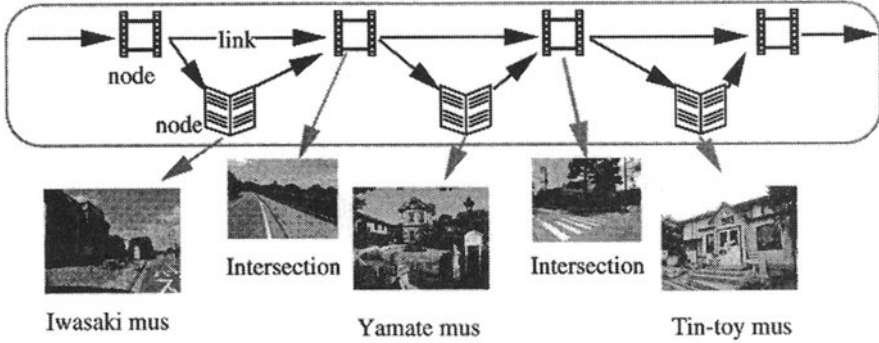 link
node
node
Intersection
Intersection
Iwasaki mus
Yamate mus
Tin-toy mus